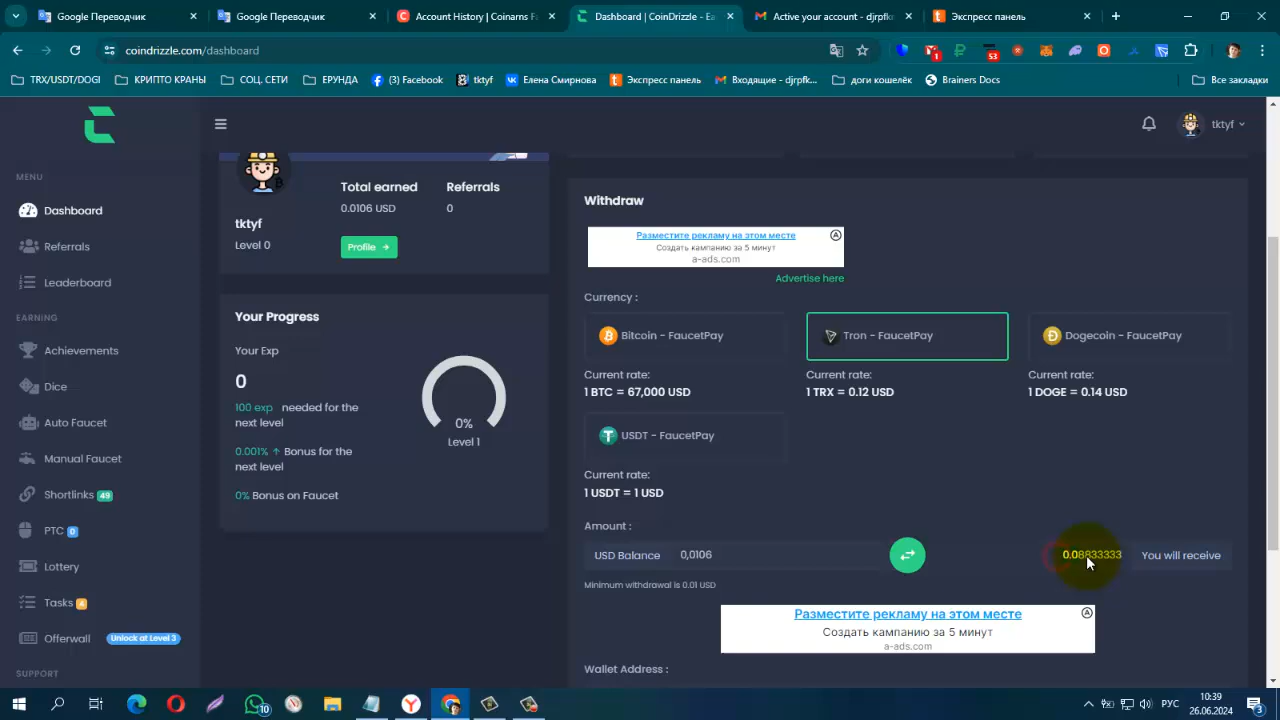 Google Переводчик
Google Переводчик
Account History | Coinarns F
Dashboard | CoinDrizzle - Ea
Active your account - djrpfk
Экспресс панель
coindrizzle.com/dashboard
1
53
TRX/USDT/DOGI
КРИПТО КРАНЫ
СОЦ. СЕТИ
ЕРУНДА
(3) Facebook
tktyf
Елена Смирнова
Экспресс панель
Входящие - djrpfk...
доги кошелёк
Brainers Docs
Все закладки
tktyf
MENU
Dashboard
Referrals
Leaderboard
EARNING
Achievements
Dice
Auto Faucet
Manual Faucet
Shortlinks 49
PTC 0
Lottery
Tasks 4
Offerwall Unlock at Level 3
SUPPORT
Total earned
0.0106 USD
Referrals
0
tktyf
Level 0
Profile
Your Progress
Your Exp
0
100 exp needed for the
next level
0.001% ↑ Bonus for the
next level
0% Bonus on Faucet
0%
Level 1
Withdraw
Разместите рекламу на этом месте
Создать кампанию за 5 минут
a-ads.com
Advertise here
Currency :
Bitcoin - FaucetPay
Current rate:
1 BTC = 67,000 USD
Tron - FaucetPay
Current rate:
1 TRX = 0.12 USD
Dogecoin - FaucetPay
Current rate:
1 DOGE = 0.14 USD
USDT - FaucetPay
Current rate:
1 USDT = 1 USD
Amount :
USD Balance 0,0106
0.08833333 You will receive
Minimum withdrawal is 0.01 USD
Разместите рекламу на этом месте
Создать кампанию за 5 минут
a-ads.com
Wallet Address :
10
РУС
10:39
26.06.2024
3